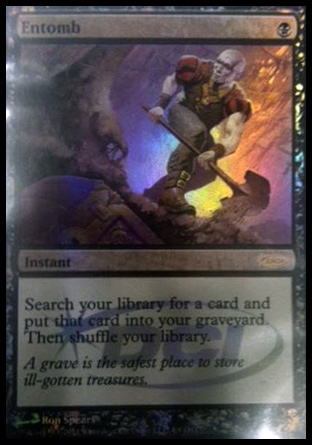 Entomb
Instant
Search your library for a card and
put that card into your graveyard.
Then shuffle your library.
A grave is the safest place to store
ill-gotten treasures.
Ron Spears